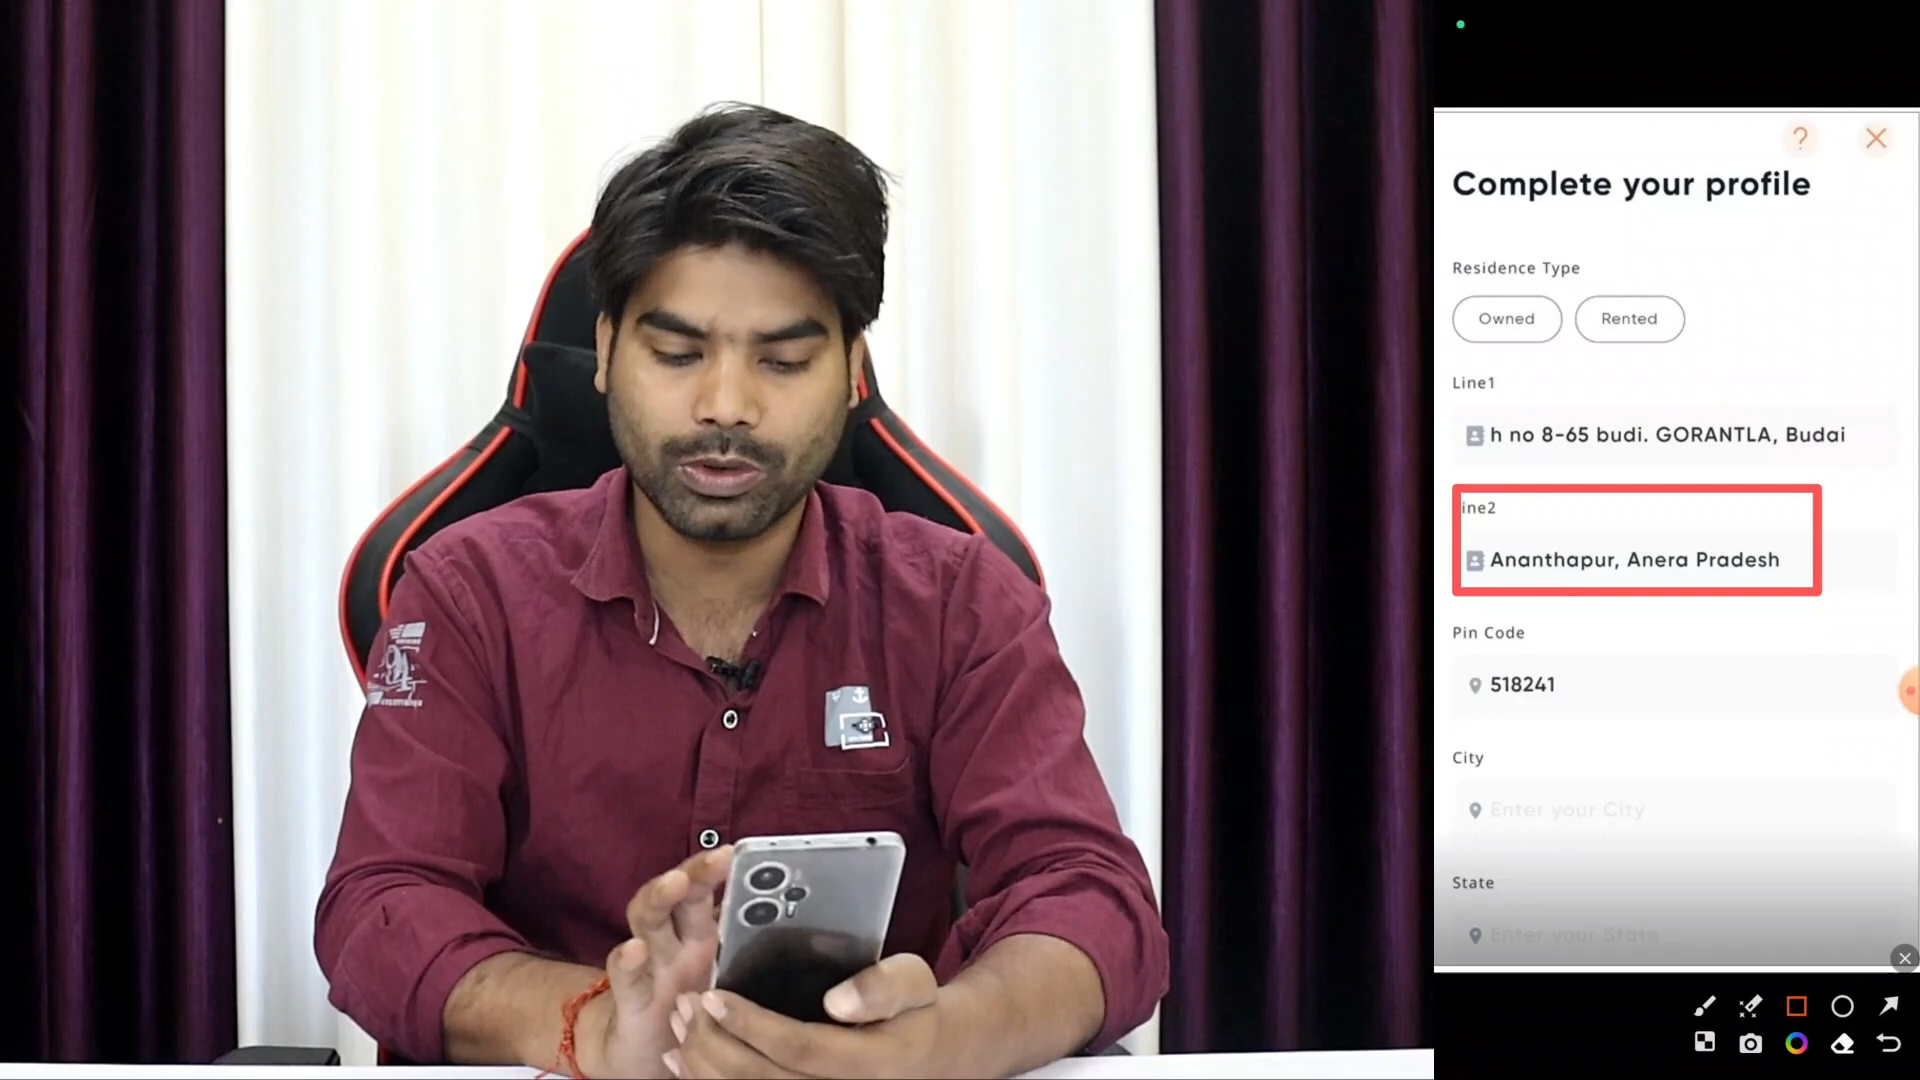 ?
Complete your profile
Residence Type
Owned
Rented
Line1
h no 8-65 budi. GORANTLA, Budai
ine2
Ananthapur, Anera Pradesh
Pin Code
518241
City
Enter your City
State
Enter your State